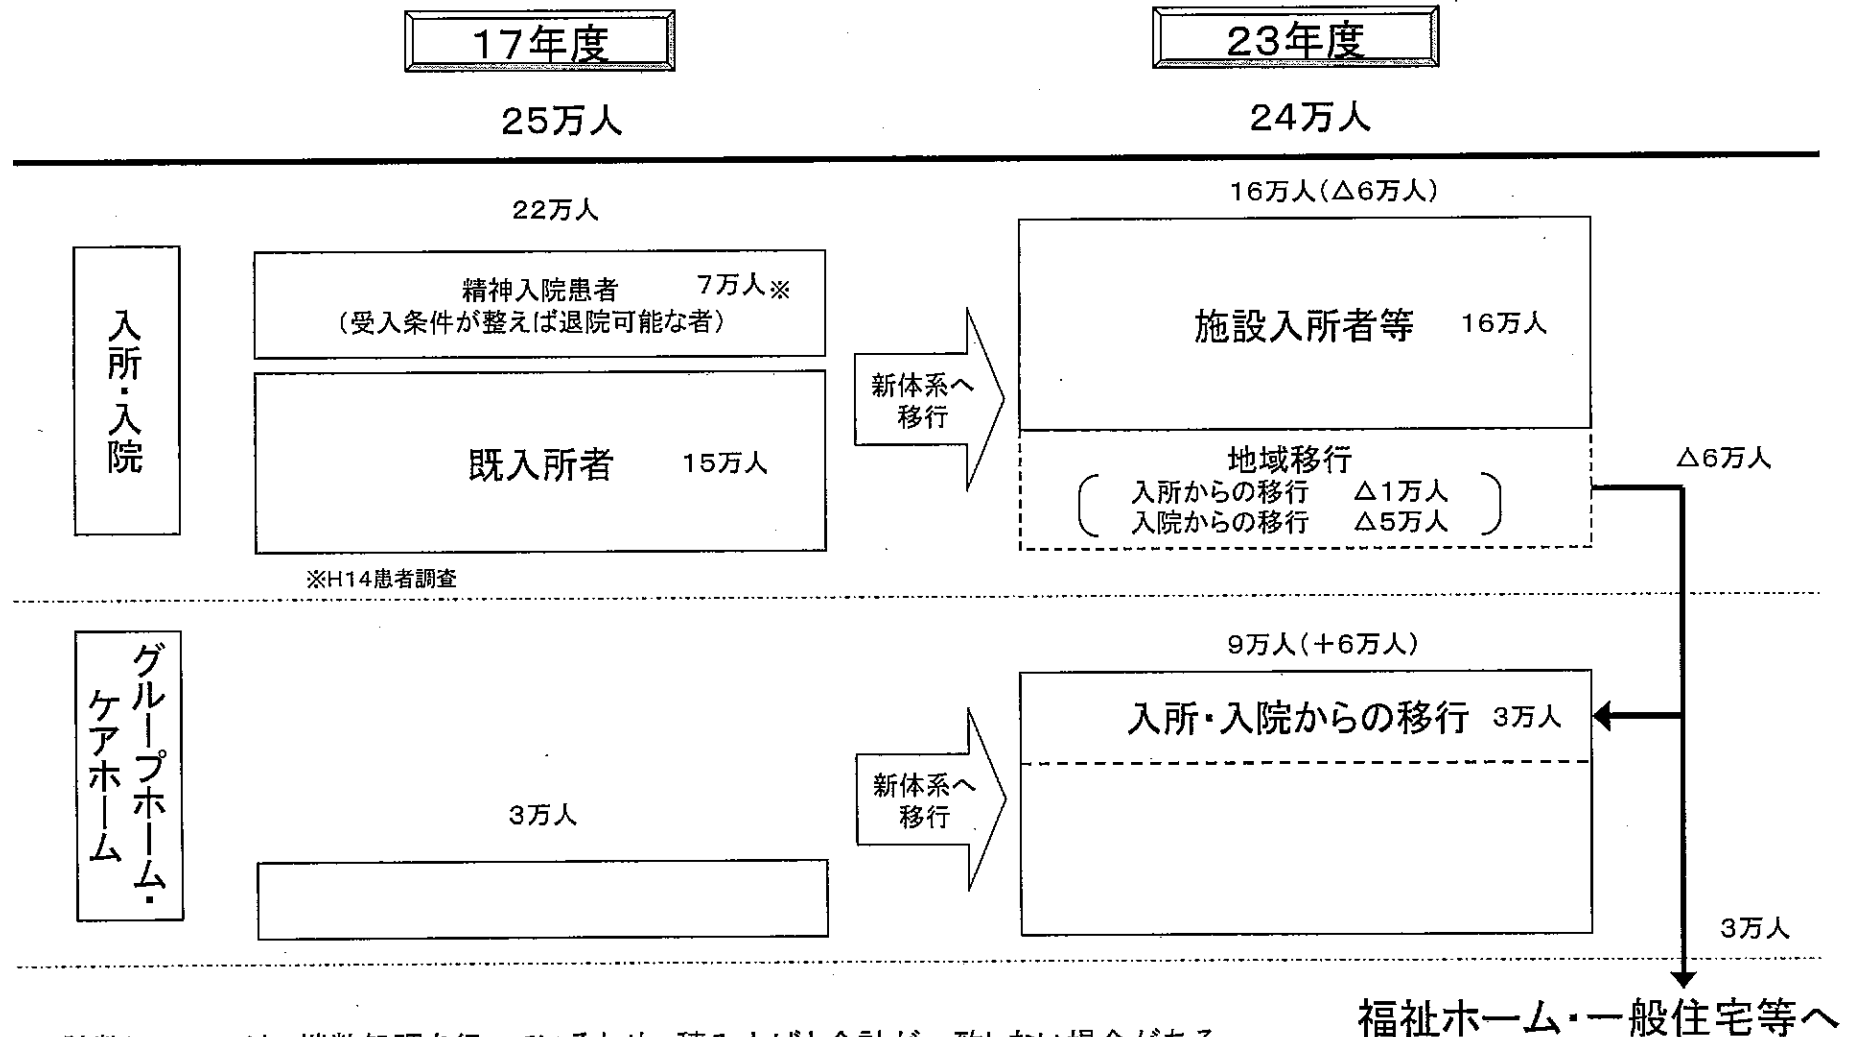 17年度
23年度
25万人
24万人
入所・入院
22万人
精神入院患者 7万人※
(受入条件が整えば退院可能な者)
既入所者 15万人
※H14患者調査
新体系へ
移行
16万人(△6万人)
施設入所者等 16万人
地域移行
入所からの移行 △1万人
入院からの移行 △5万人
△6万人
グループホーム・
ケアホーム
3万人
新体系へ
移行
9万人(+6万人)
入所・入院からの移行 3万人
3万人
福祉ホーム・一般住宅等へ